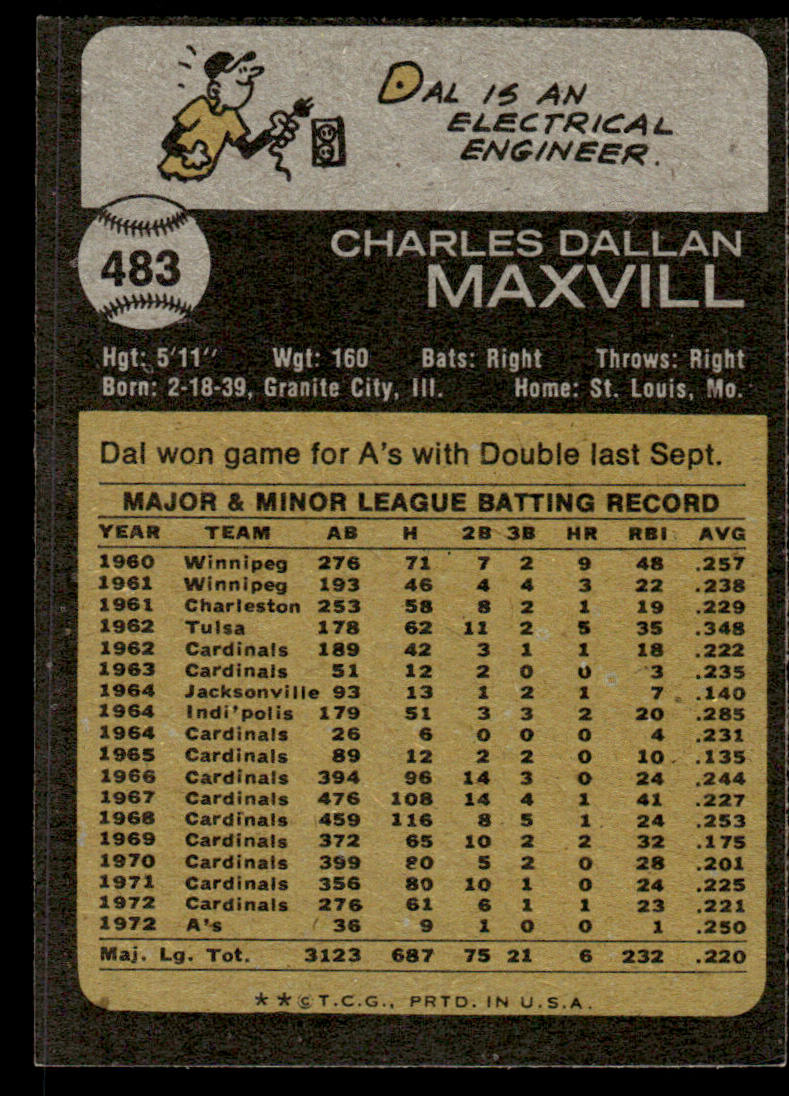 DAL IS AN
ELECTRICAL
ENGINEER.
483
CHARLES DALLAN
MAXVILL
Hgt: 5'11" Wgt: 160 Bats: Right Throws: Right
Born: 2-18-39, Granite City, Ill. Home: St. Louis, Mo.
Dal won game for A's with Double last Sept.
MAJOR & MINOR LEAGUE BATTING RECORD
YEAR TEAM AB H 2B 3B HR RBI AVG
1960 Winnipeg 276 71 7 2 9 48 .257
1961 Winnipeg 193 46 4 4 3 22 .238
1961 Charleston 253 58 8 2 1 19 .229
1962 Tulsa 178 62 11 2 5 35 .348
1962 Cardinals 189 42 3 1 1 18 .222
1963 Cardinals 51 12 2 0 0 3 .235
1964 Jacksonville 93 13 1 2 1 7 .140
1964 Indi'polis 179 51 3 3 2 20 .285
1964 Cardinals 26 6 0 0 0 4 .231
1965 Cardinals 89 12 2 2 0 10 .135
1966 Cardinals 394 96 14 3 0 24 .244
1967 Cardinals 476 108 14 4 1 41 .227
1968 Cardinals 459 116 8 5 1 24 .253
1969 Cardinals 372 65 10 2 2 32 .175
1970 Cardinals 399 80 5 2 0 28 .201
1971 Cardinals 356 80 10 1 0 24 .225
1972 Cardinals 276 61 6 1 1 23 .221
1972 A's 36 9 1 0 0 1 .250
Maj. Lg. Tot. 3123 687 75 21 6 232 .220
**©T.C.G., PRTD. IN U.S.A.